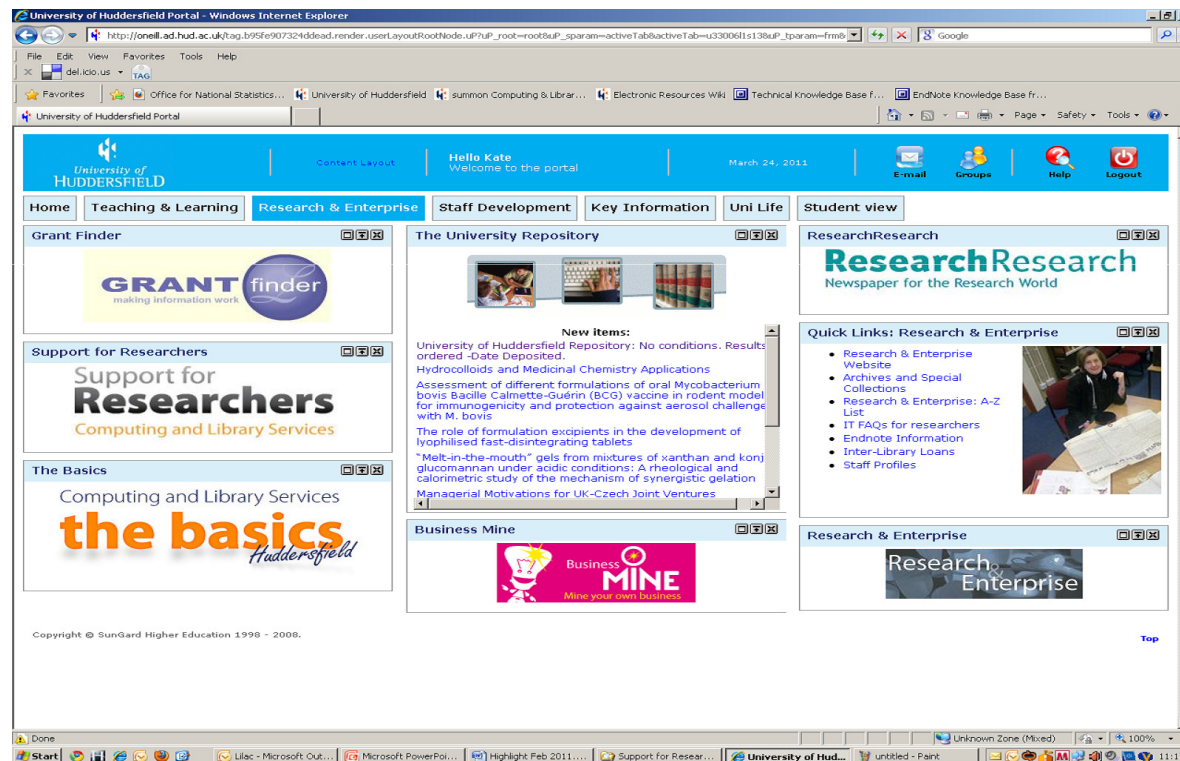 University of Huddersfield Portal - Windows Internet Explorer
http://oneill.ad.hud.ac.uk/tag.b95fe907324ddead.render.userLayoutRootNode.uP?uP_root=root&uP_sparam=activeTab&activeTab=u33006l1s13&uP_tparam=frm&
Google
File Edit View Favorites Tools Help
del.icio.us TAG
Favorites Office for National Statistics... University of Huddersfield summon Computing & Librar... Electronic Resources Wiki Technical Knowledge Base f... EndNote Knowledge Base fr...
University of Huddersfield Portal Page Safety Tools
University of
HUDDERSFIELD
Content Layout
Hello Kate
Welcome to the portal
March 24, 2011
E-mail Groups Help Logout
Home Teaching & Learning Research & Enterprise Staff Development Key Information Uni Life Student view
Grant Finder
GRANT finder
making information work
Support for Researchers
Support for
Researchers
Computing and Library Services
The Basics
Computing and Library Services
the basics
Huddersfield
The University Repository
New items:
University of Huddersfield Repository: No conditions. Results
ordered -Date Deposited.
Hydrocolloids and Medicinal Chemistry Applications
Assessment of different formulations of oral Mycobacterium
bovis Bacille Calmette-Guérin (BCG) vaccine in rodent model
for immunogenicity and protection against aerosol challenge
with M. bovis
The role of formulation excipients in the development of
lyophilised fast-disintegrating tablets
“Melt-in-the-mouth” gels from mixtures of xanthan and konj
glucomannan under acidic conditions: A rheological and
calorimetric study of the mechanism of synergistic gelation
Managerial Motivations for UK-Czech Joint Ventures
Business Mine
Business
MINE
Mine your own business
ResearchResearch
ResearchResearch
Newspaper for the Research World
Quick Links: Research & Enterprise
Research & Enterprise
Website
Archives and Special
Collections
Research & Enterprise: A-Z
List
IT FAQs for researchers
Endnote Information
Inter-Library Loans
Staff Profiles
Research & Enterprise
Research &
Enterprise
Copyright © SunGard Higher Education 1998 - 2008.
Top
Done Unknown Zone (Mixed) 100%
Start Lilac - Microsoft Out... Microsoft PowerPoi... Highlight Feb 2011.... Support for Resear... University of Hud... untitled - Paint 11:1